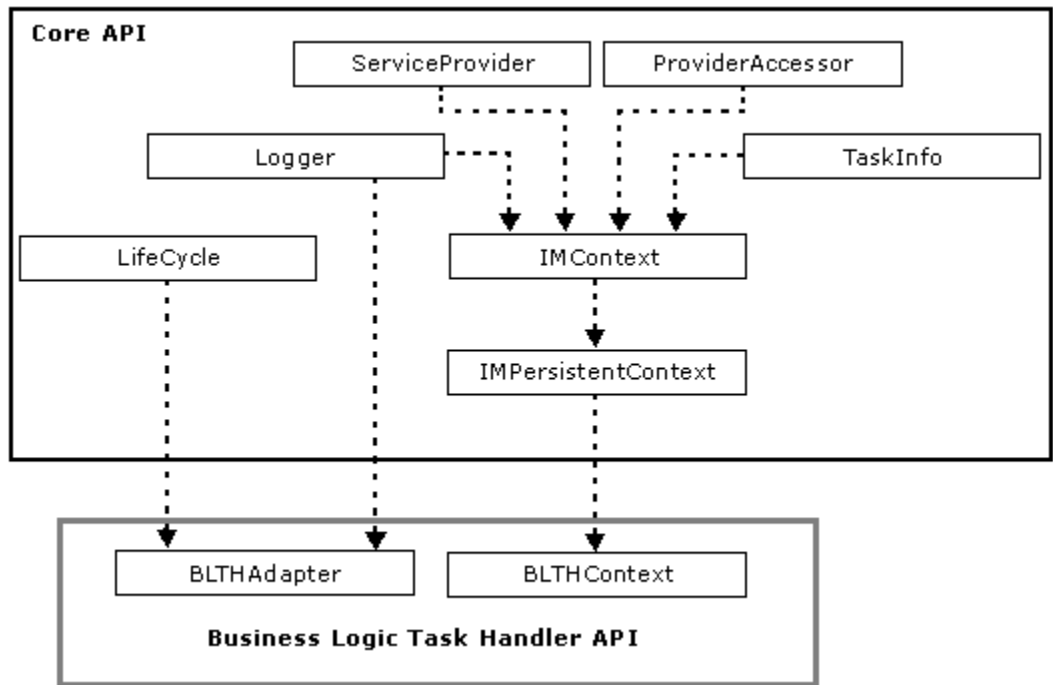 Core API
ServiceProvider
ProviderAccessor
Logger
TaskInfo
LifeCycle
IMContext
IMPersistentContext
BLTHAdapter
BLTHContext
Business Logic Task Handler API